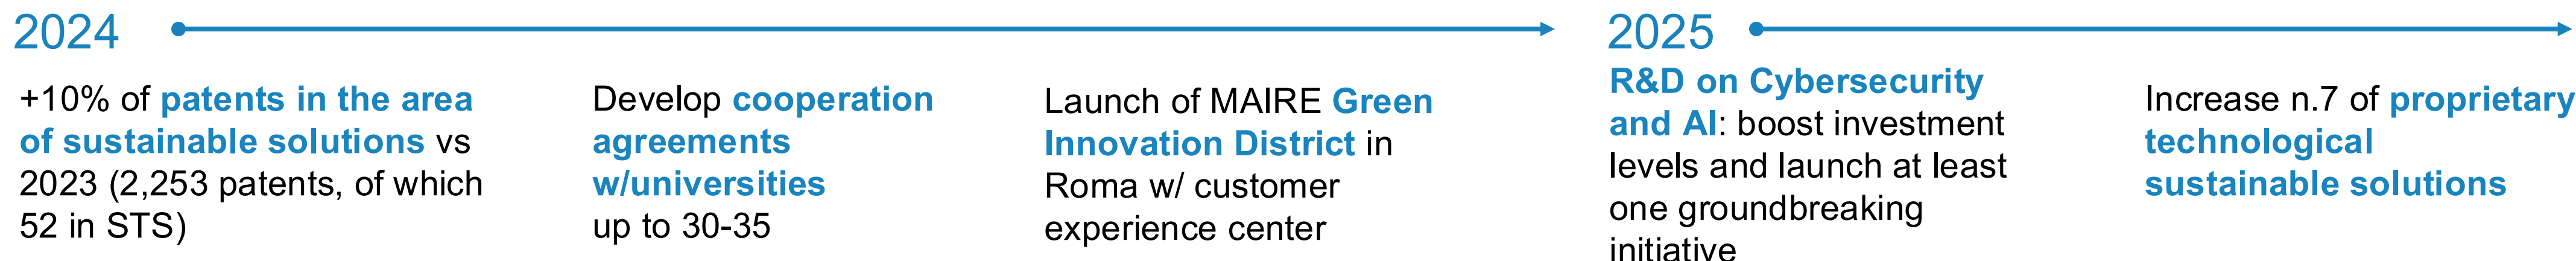 2024
+10% of patents in the area
of sustainable solutions vs
2023 (2,253 patents, of which
52 in STS)
Develop cooperation
agreements
w/universities
up to 30-35
Launch of MAIRE Green
Innovation District in
Roma w/ customer
experience center
2025
R&D on Cybersecurity
and AI: boost investment
levels and launch at least
one groundbreaking
initiative
Increase n.7 of proprietary
technological
sustainable solutions